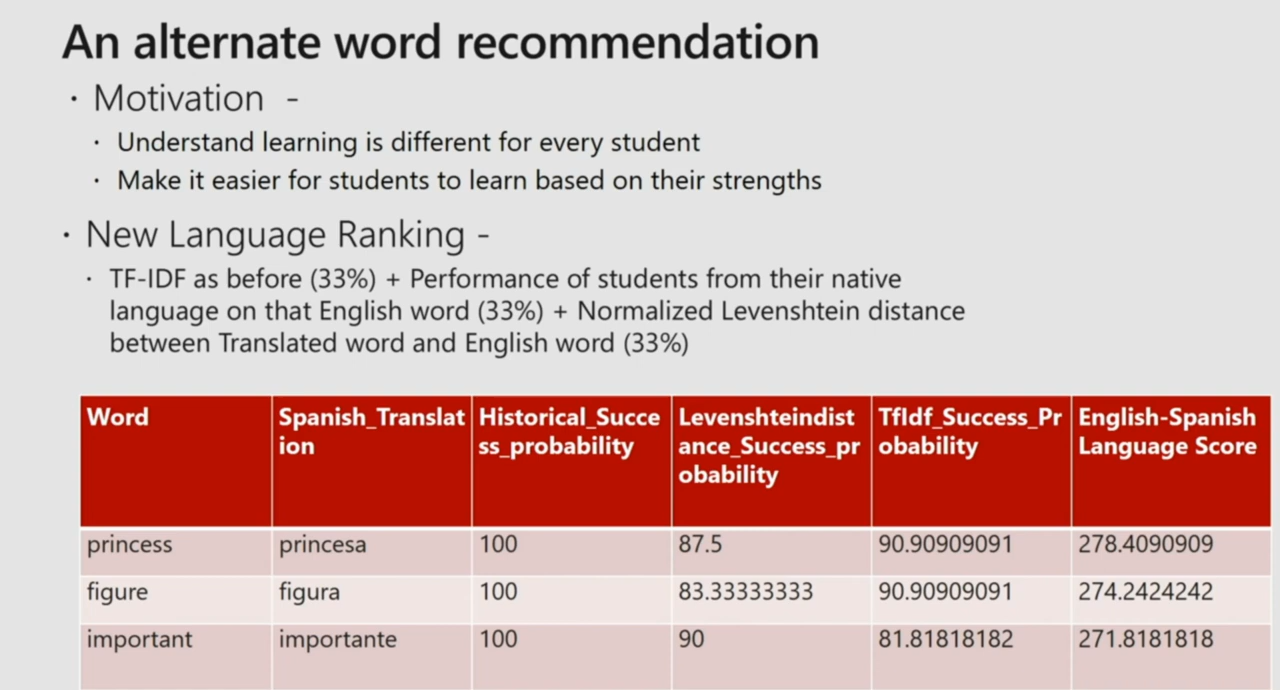 An alternate word recommendation
· Motivation -
· Understand learning is different for every student
· Make it easier for students to learn based on their strengths
· New Language Ranking -
· TF-IDF as before (33%) + Performance of students from their native
language on that English word (33%) + Normalized Levenshtein distance
between Translated word and English word (33%)
Word Spanish_Translat Historical_Succe Levenshteindist TfIdf_Success_Pr English-Spanish
ion ss_probability ance_Success_pr obability Language Score
obability
princess princesa 100 87.5 90.90909091 278.4090909
figure figura 100 83.33333333 90.90909091 274.2424242
important importante 100 90 81.81818182 271.8181818